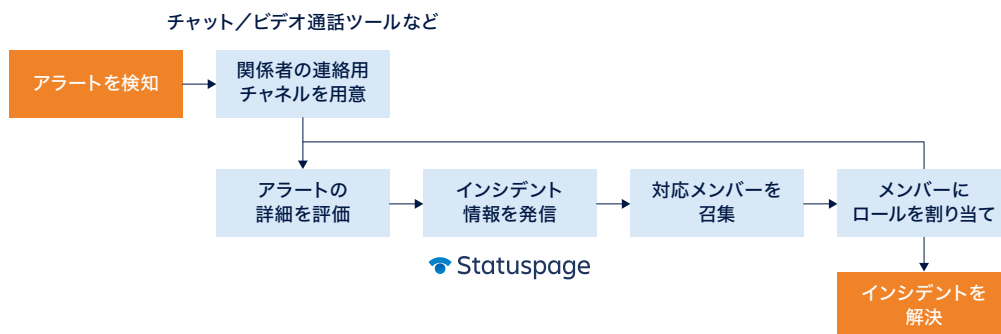 チャット／ビデオ通話ツールなど
アラートを検知
関係者の連絡用
チャネルを用意
アラートの
詳細を評価
インシデント
情報を発信
対応メンバーを
召集
メンバーに
ロールを割り当て
Statuspage
インシデントを
解決